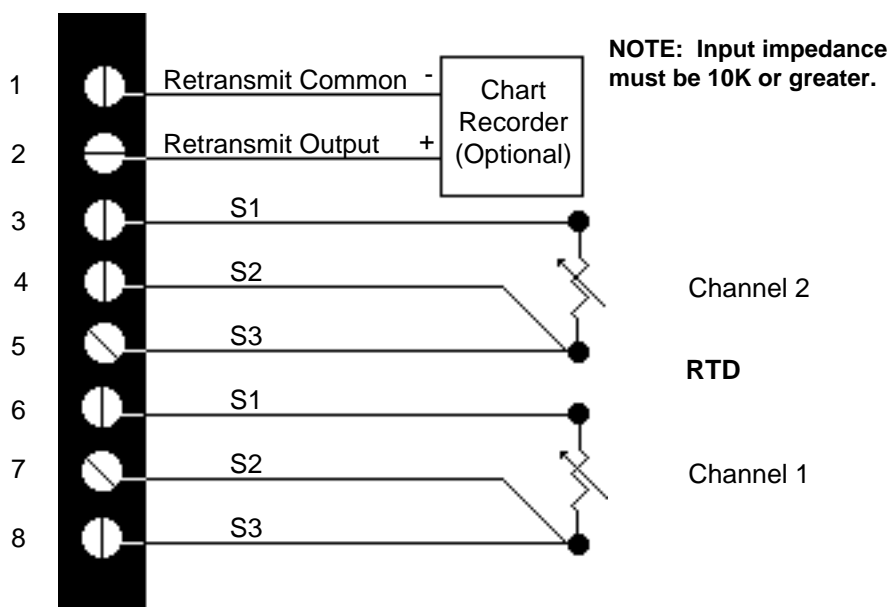 NOTE: Input impedance
must be 10K or greater.
1 Retransmit Common -
Chart
Recorder
(Optional)
2 Retransmit Output +
3 S1
4 S2
Channel 2
5 S3
RTD
6 S1
7 S2
Channel 1
8 S3